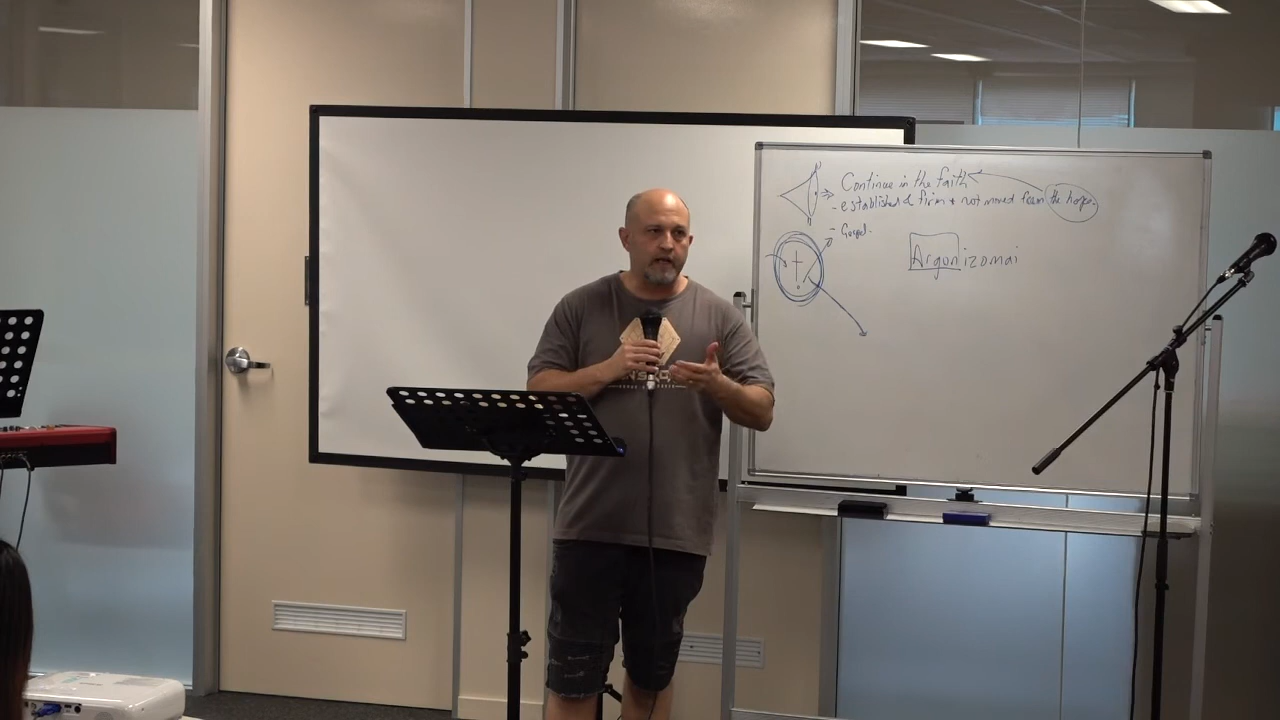 Continue in the faith
- established & firm & not moved from the hope.
- Gospel.
Argonizomai